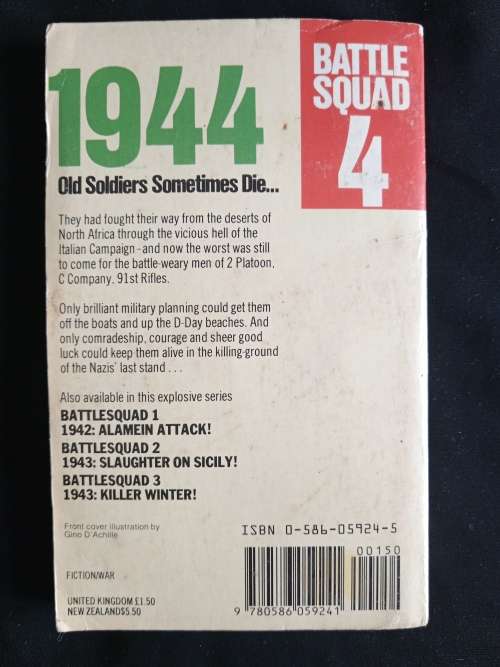 BATTLE
SQUAD
4
1944
Old Soldiers Sometimes Die...
They had fought their way from the deserts of
North Africa through the vicious hell of the
Italian Campaign - and now the worst was still
to come for the battle-weary men of 2 Platoon,
C Company, 91st Rifles.
Only brilliant military planning could get them
off the boats and up the D-Day beaches. And
only comradeship, courage and sheer good
luck could keep them alive in the killing-ground
of the Nazis' last stand . . .
Also available in this explosive series
BATTLESQUAD 1
1942: ALAMEIN ATTACK!
BATTLESQUAD 2
1943: SLAUGHTER ON SICILY!
BATTLESQUAD 3
1943: KILLER WINTER!
Front cover illustration by
Gino D'Achille
ISBN 0-586-05924-5
00150
FICTION/WAR
UNITED KINGDOM £1.50
NEW ZEALAND $5.50
9 780586 059241